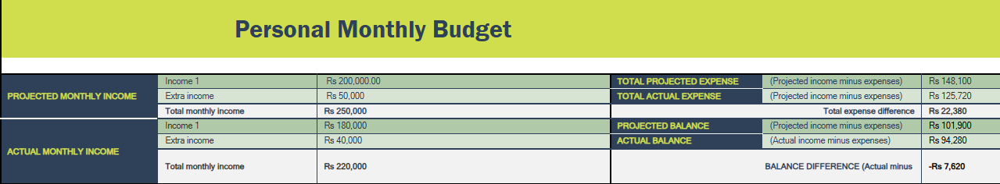 Personal Monthly Budget
PROJECTED MONTHLY INCOME
Income 1 Rs 200,000.00
Extra income Rs 50,000
Total monthly income Rs 250,000
ACTUAL MONTHLY INCOME
Income 1 Rs 180,000
Extra income Rs 40,000
Total monthly income Rs 220,000
TOTAL PROJECTED EXPENSE (Projected income minus expenses) Rs 148,100
TOTAL ACTUAL EXPENSE (Projected income minus expenses) Rs 125,720
Total expense difference Rs 22,380
PROJECTED BALANCE (Projected income minus expenses) Rs 101,900
ACTUAL BALANCE (Actual income minus expenses) Rs 94,280
BALANCE DIFFERENCE (Actual minus -Rs 7,620